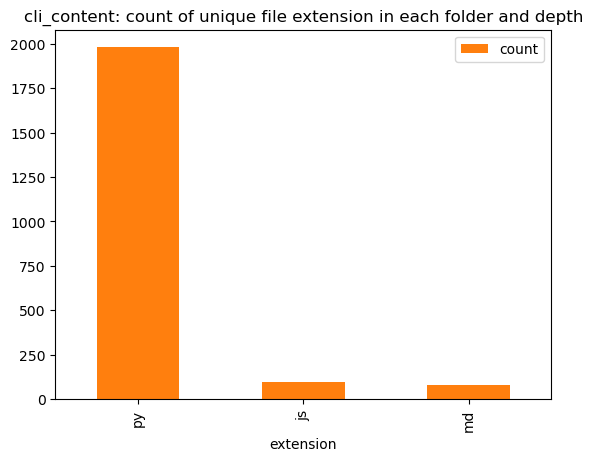 cli_content: count of unique file extension in each folder and depth
count
2000
1750
1500
1250
1000
750
500
250
0
py
js
md
extension